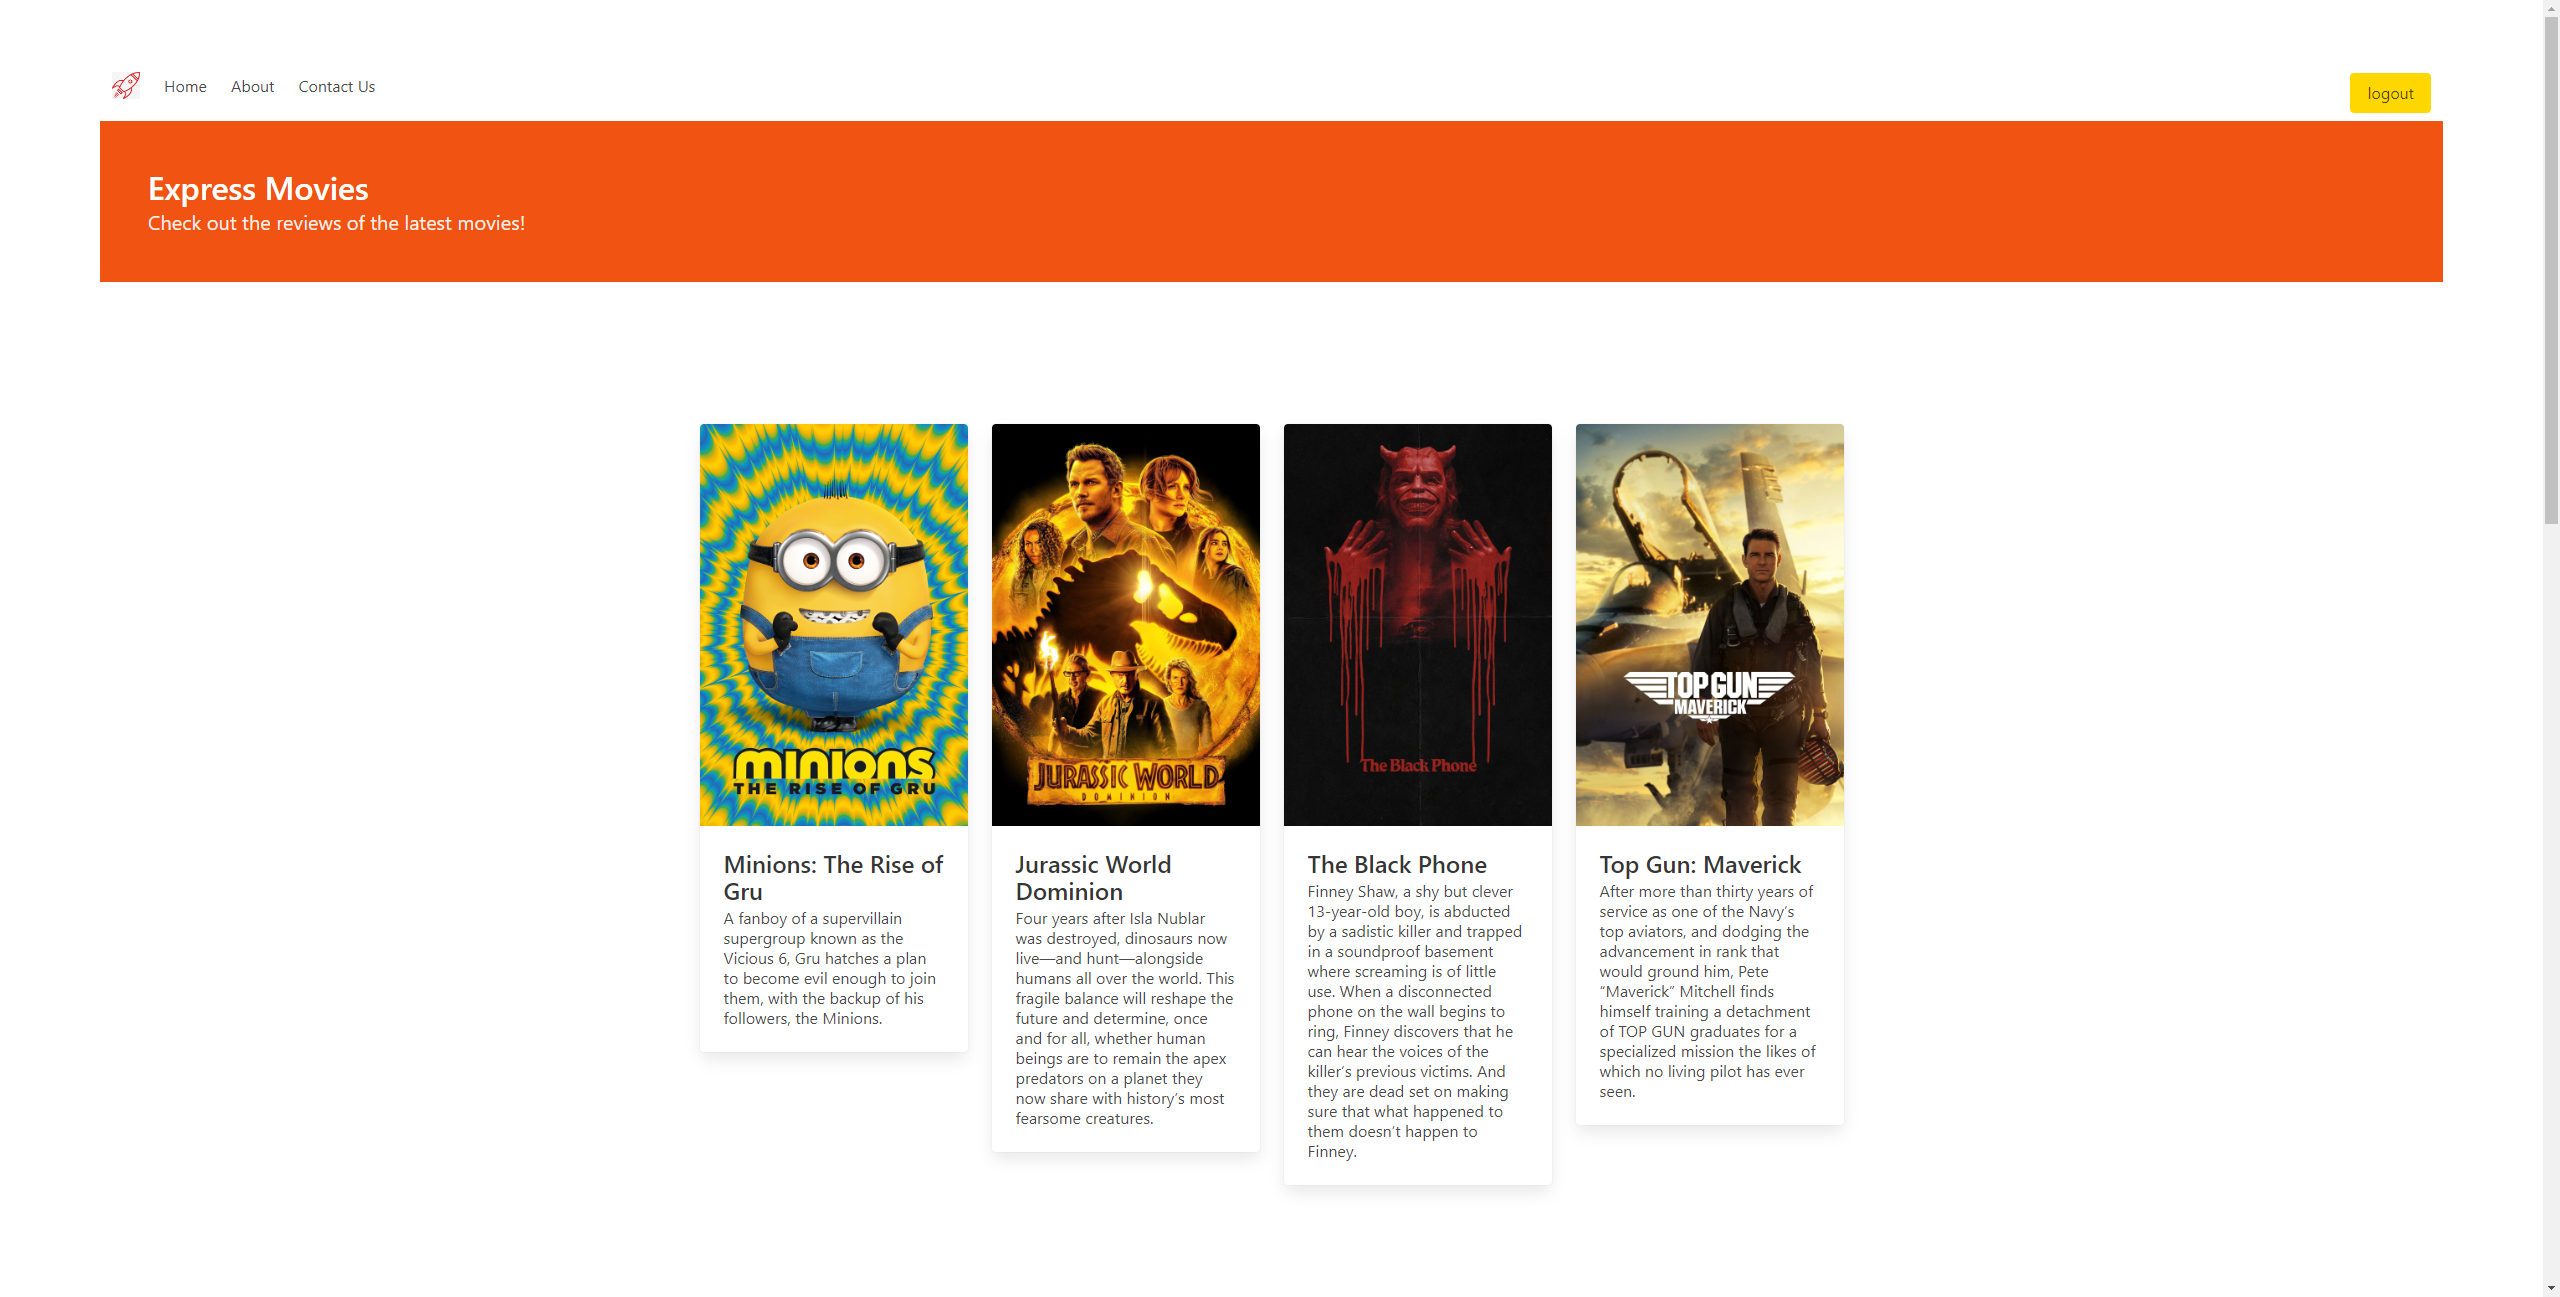 Home About Contact Us
logout
Express Movies
Check out the reviews of the latest movies!
MINIONS
THE RISE OF GRU
JURASSIC WORLD
DOMINION
The Black Phone
TOP GUN
MAVERICK
Minions: The Rise of
Gru
A fanboy of a supervillain
supergroup known as the
Vicious 6, Gru hatches a plan
to become evil enough to join
them, with the backup of his
followers, the Minions.
Jurassic World
Dominion
Four years after Isla Nublar
was destroyed, dinosaurs now
live—and hunt—alongside
humans all over the world. This
fragile balance will reshape the
future and determine, once
and for all, whether human
beings are to remain the apex
predators on a planet they
now share with history’s most
fearsome creatures.
The Black Phone
Finney Shaw, a shy but clever
13-year-old boy, is abducted
by a sadistic killer and trapped
in a soundproof basement
where screaming is of little
use. When a disconnected
phone on the wall begins to
ring, Finney discovers that he
can hear the voices of the
killer’s previous victims. And
they are dead set on making
sure that what happened to
them doesn’t happen to
Finney.
Top Gun: Maverick
After more than thirty years of
service as one of the Navy’s
top aviators, and dodging the
advancement in rank that
would ground him, Pete
“Maverick” Mitchell finds
himself training a detachment
of TOP GUN graduates for a
specialized mission the likes of
which no living pilot has ever
seen.